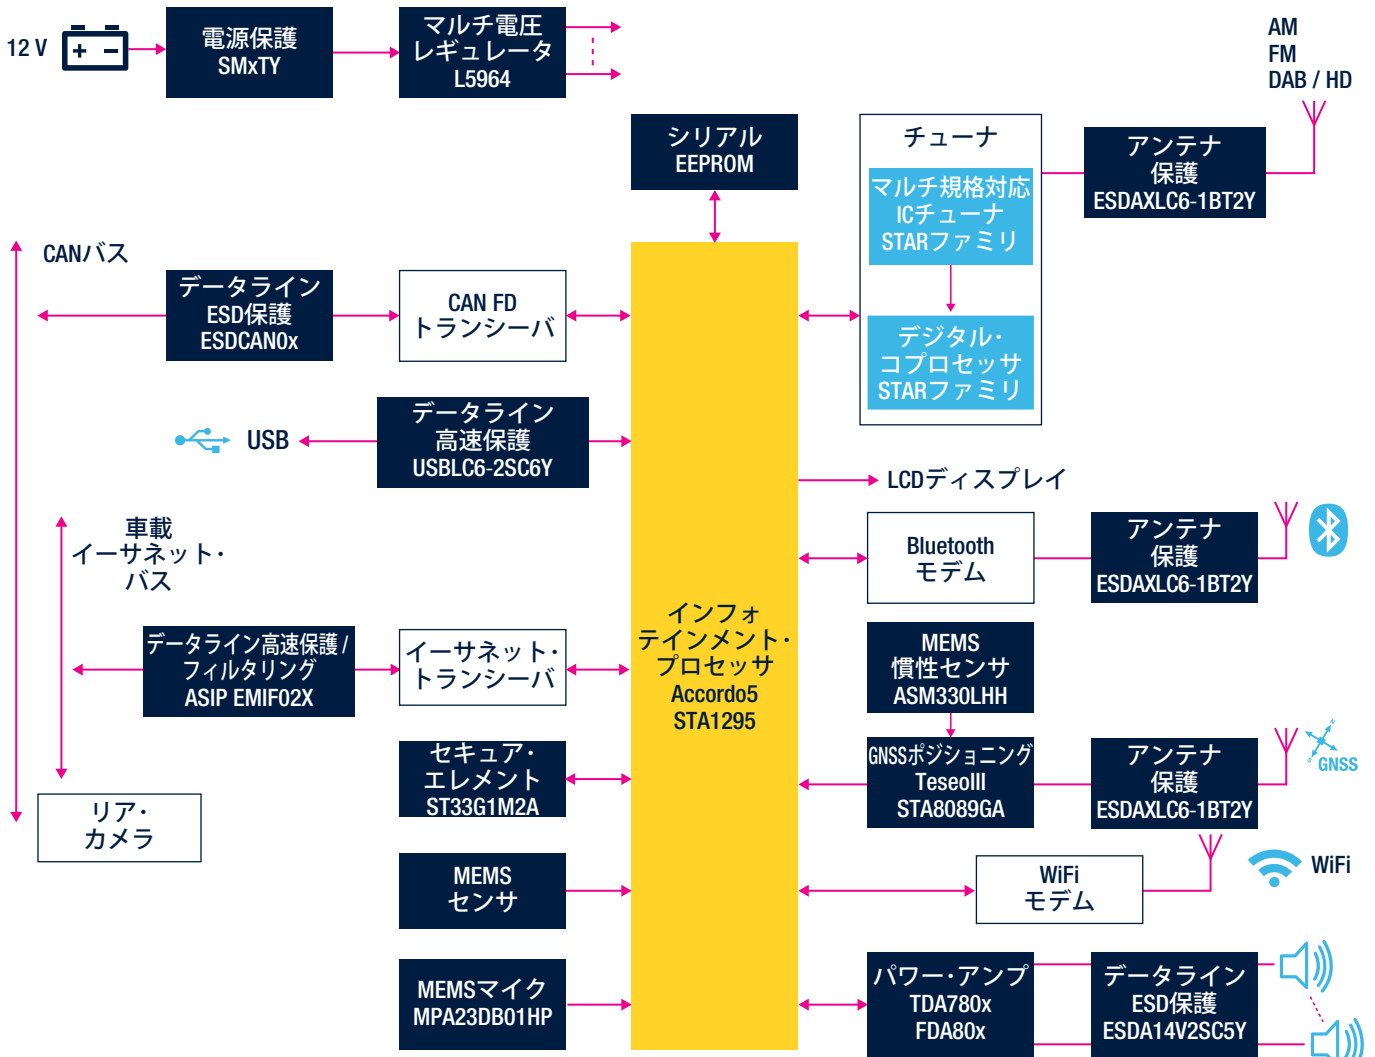 12 V
電源保護
SMxTY
マルチ電圧
レギュレータ
L5964
AM
FM
DAB / HD
シリアル
EEPROM
チューナ
マルチ規格対応
ICチューナ
STARファミリ
デジタル・
コプロセッサ
STARファミリ
アンテナ
保護
ESDAXLC6-1BT2Y
CANバス
データライン
ESD保護
ESDCAN0x
CAN FD
トランシーバ
USB
データライン
高速保護
USBLC6-2SC6Y
LCDディスプレイ
車載
イーサネット・
バス
Bluetooth
モデム
アンテナ
保護
ESDAXLC6-1BT2Y
インフォ
テインメント・
プロセッサ
Accordo5
STA1295
データライン高速保護 /
フィルタリング
ASIP EMIF02X
イーサネット・
トランシーバ
MEMS
慣性センサ
ASM330LHH
セキュア・
エレメント
ST33G1M2A
GNSSポジショニング
TeseoIII
STA8089GA
アンテナ
保護
ESDAXLC6-1BT2Y
N
S
GNSS
リア・
カメラ
MEMS
センサ
WiFi
モデム
WiFi
MEMSマイク
MPA23DB01HP
パワー・アンプ
TDA780x
FDA80x
データライン
ESD保護
ESDA14V2SC5Y